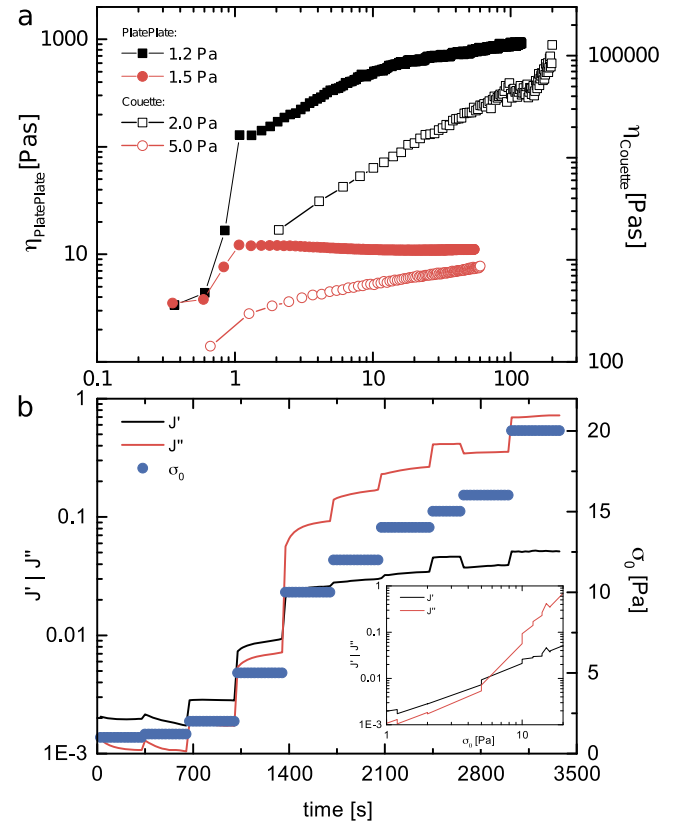 a
PlatePlate:
1.2 Pa
1.5 Pa
Couette:
2.0 Pa
5.0 Pa
1000
10
η_PlatePlate [Pas]
100000
100
η_Couette [Pas]
0.1 1 10 100
b
J'
J''
σ₀
1
0.1
0.01
1E-3
J' | J''
20
15
10
5
0
σ₀ [Pa]
J'
J''
1
0.1
0.01
1E-3
J' | J''
1 10
σ₀ [Pa]
0 700 1400 2100 2800 3500
time [s]